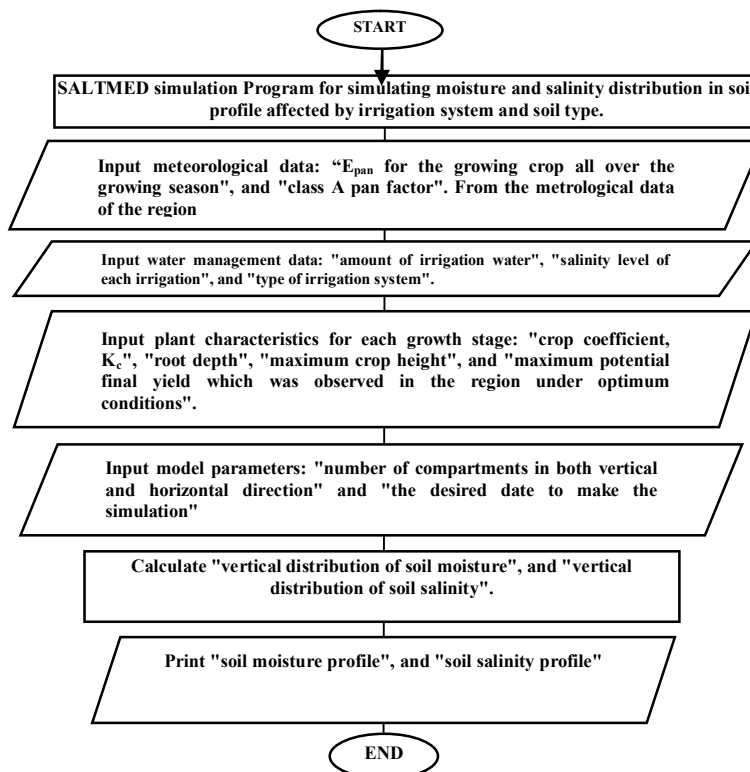 START
SALTMED simulation Program for simulating moisture and salinity distribution in soi
profile affected by irrigation system and soil type.
Input meteorological data: “Epan for the growing crop all over the
growing season", and "class A pan factor". From the metrological data
of the region
Input water management data: "amount of irrigation water", "salinity level of
each irrigation", and "type of irrigation system".
Input plant characteristics for each growth stage: "crop coefficient,
Kc", "root depth", "maximum crop height", and "maximum potential
final yield which was observed in the region under optimum
conditions".
Input model parameters: "number of compartments in both vertical
and horizontal direction" and "the desired date to make the
simulation"
Calculate "vertical distribution of soil moisture", and "vertical
distribution of soil salinity".
Print "soil moisture profile", and "soil salinity profile"
END